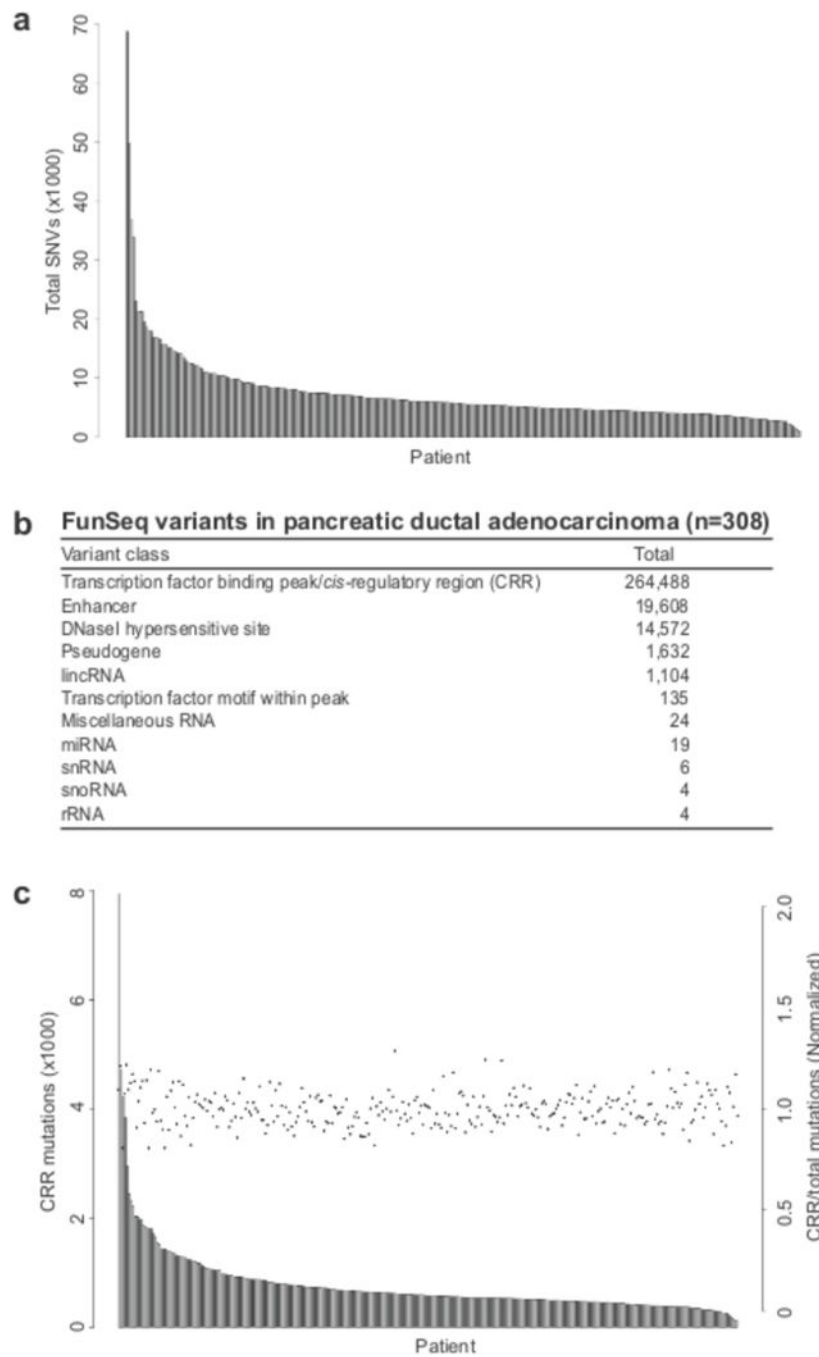 a
Total SNVs (x1000)
70
60
50
40
30
20
10
0
Patient
b FunSeq variants in pancreatic ductal adenocarcinoma (n=308)
Variant class Total
Transcription factor binding peak/cis-regulatory region (CRR) 264,488
Enhancer 19,608
DNaseI hypersensitive site 14,572
Pseudogene 1,632
lincRNA 1,104
Transcription factor motif within peak 135
Miscellaneous RNA 24
miRNA 19
snRNA 6
snoRNA 4
rRNA 4
c
CRR mutations (x1000)
8
6
4
2
0
CRR/total mutations (Normalized)
2.0
1.5
1.0
0.5
0
Patient